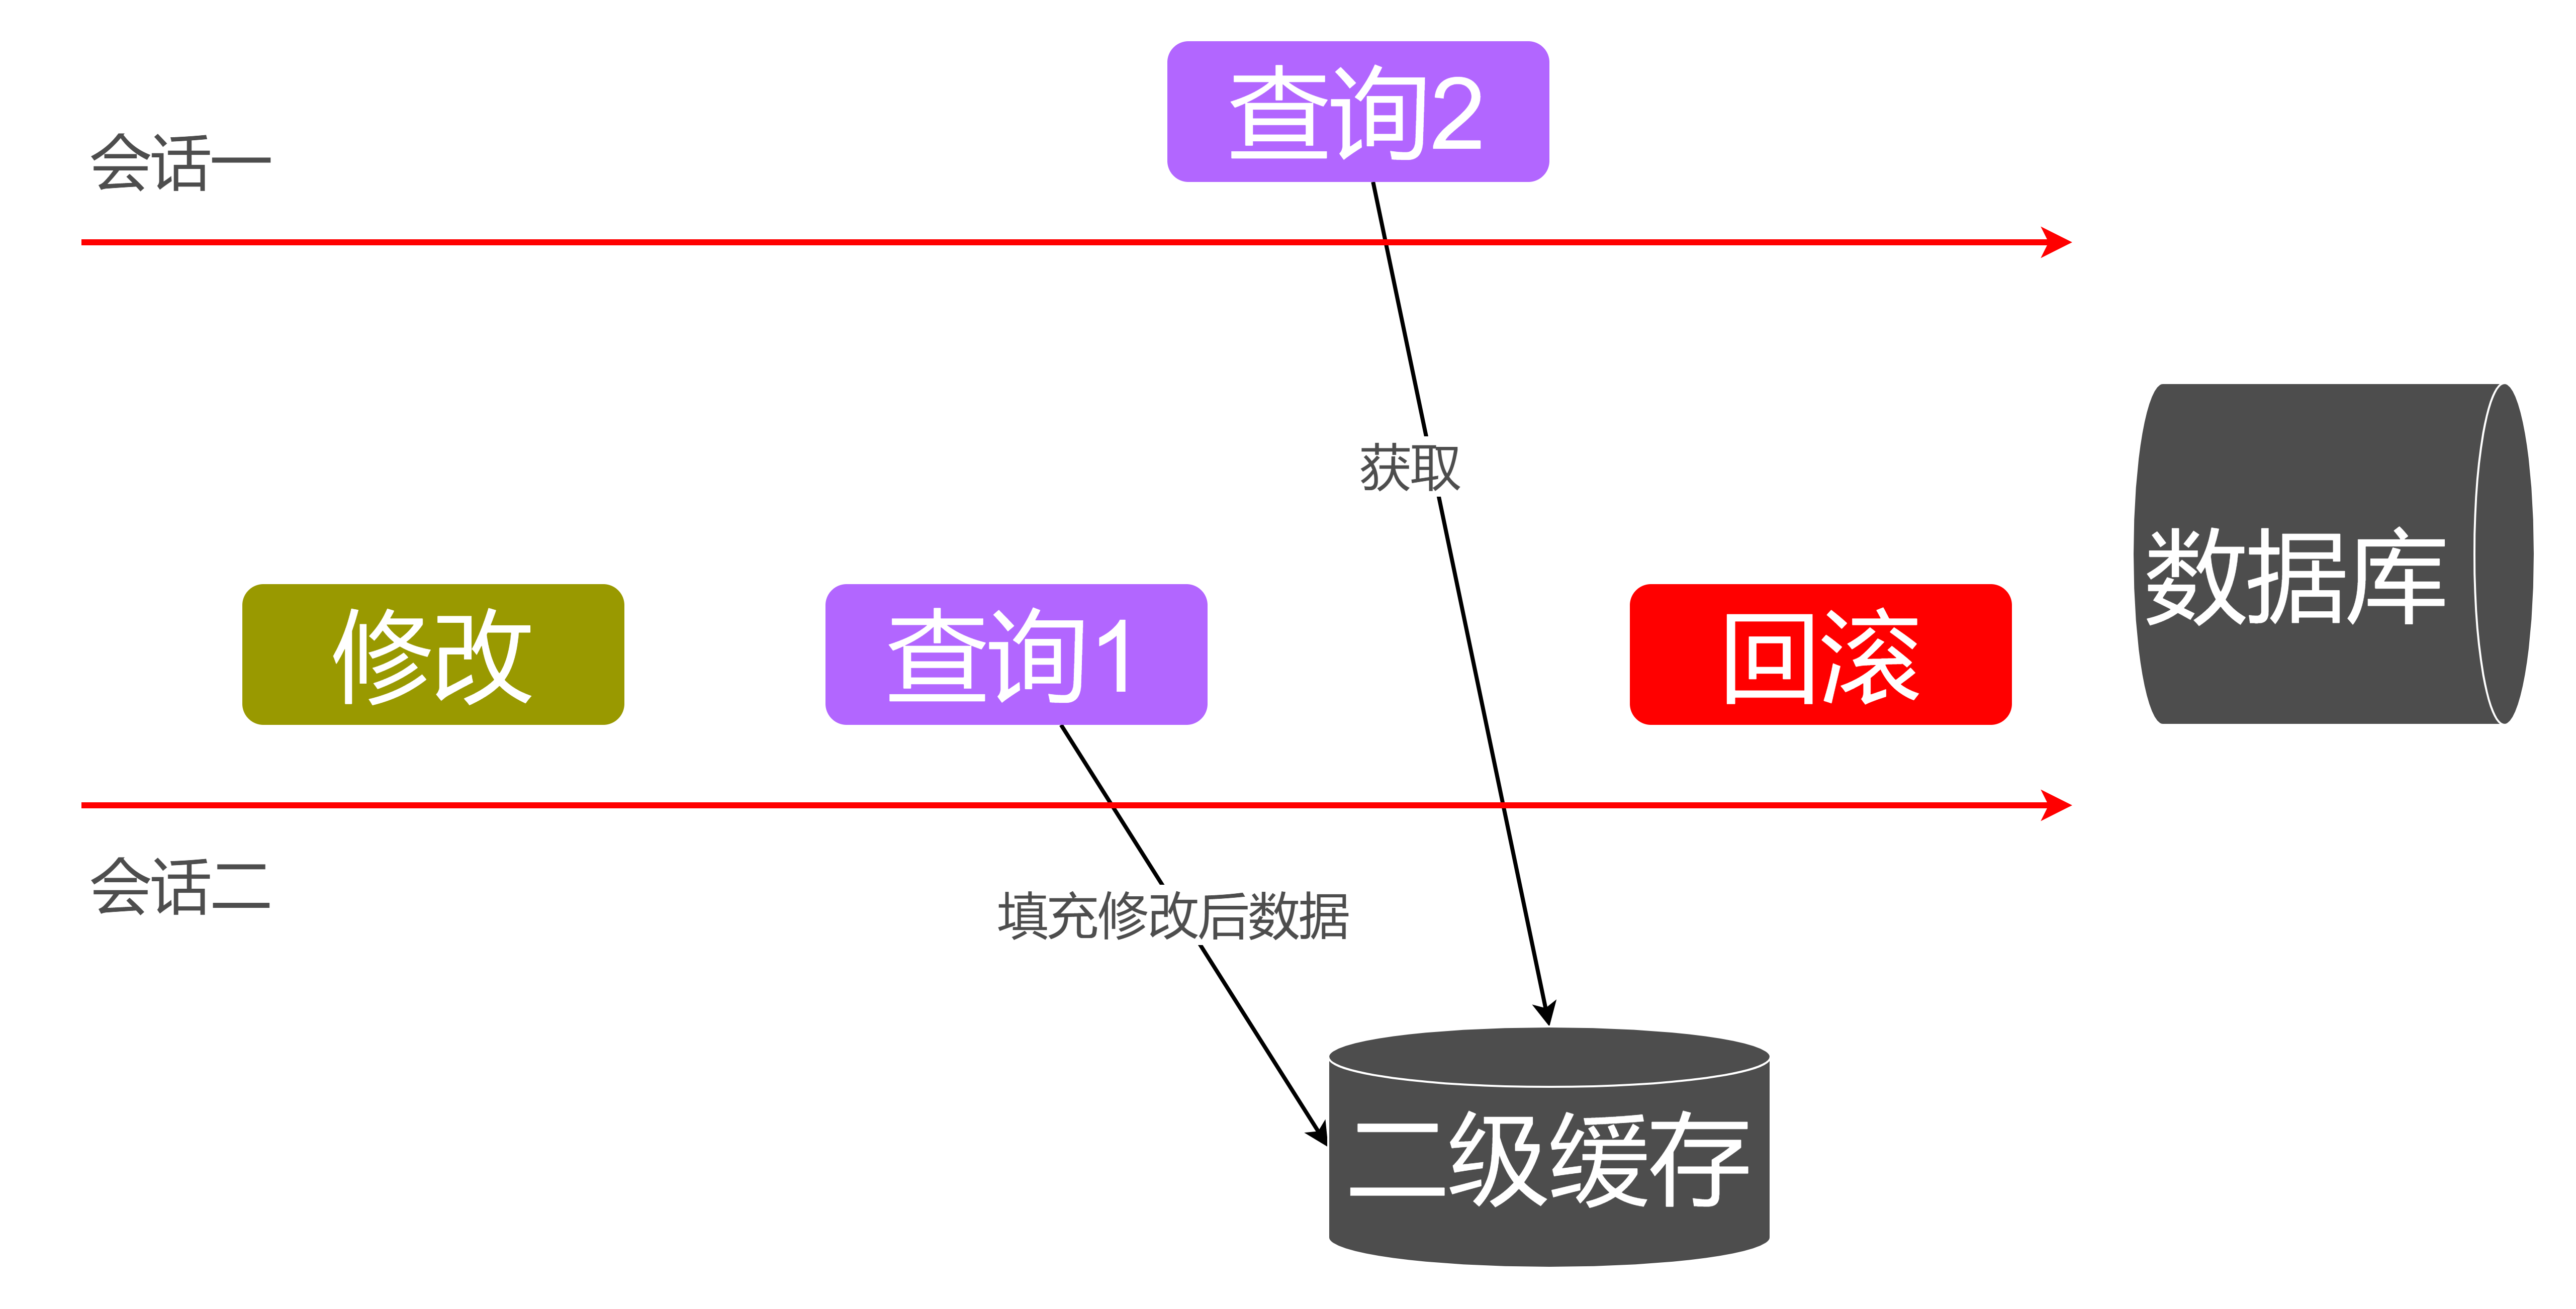 查询2
会话一
获取
数据库
修改
查询1
回滚
会话二
填充修改后数据
二级缓存